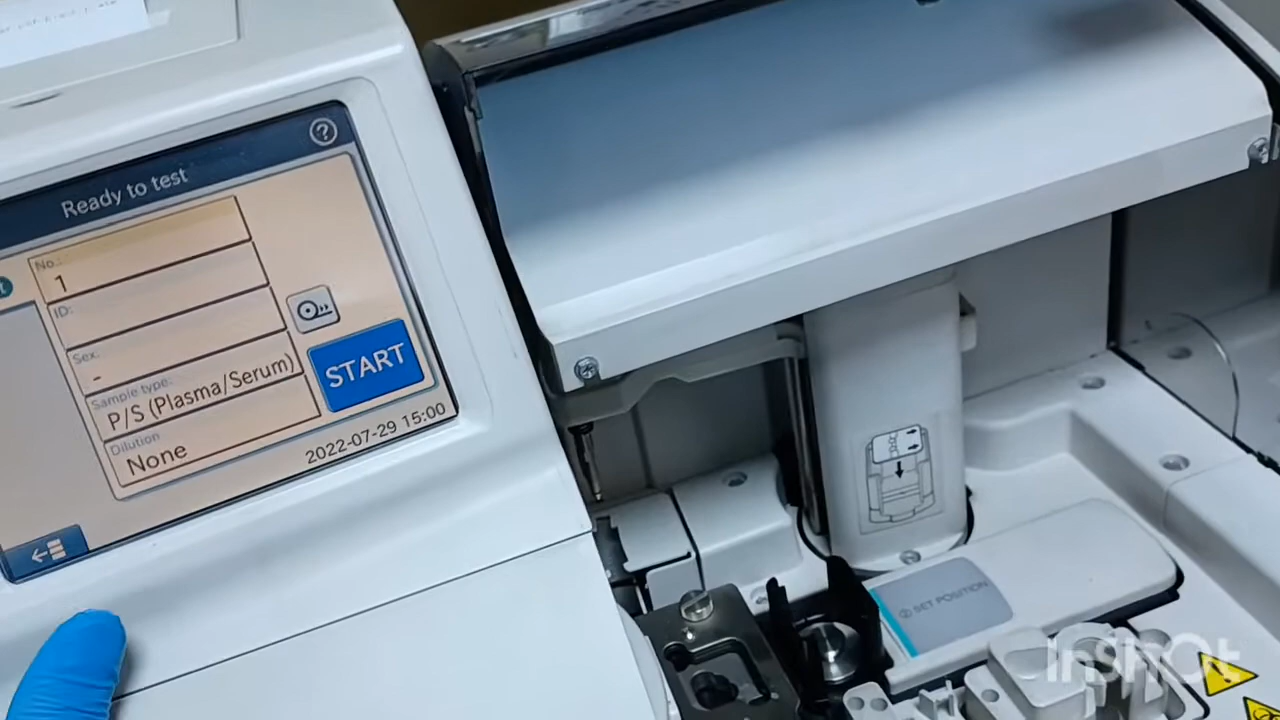 Ready to test
?
No.:
1
ID:
Sex:
-
Sample type:
P/S (Plasma/Serum)
Dilution
None
START
2022-07-29 15:00
SET POSITION
InShOt